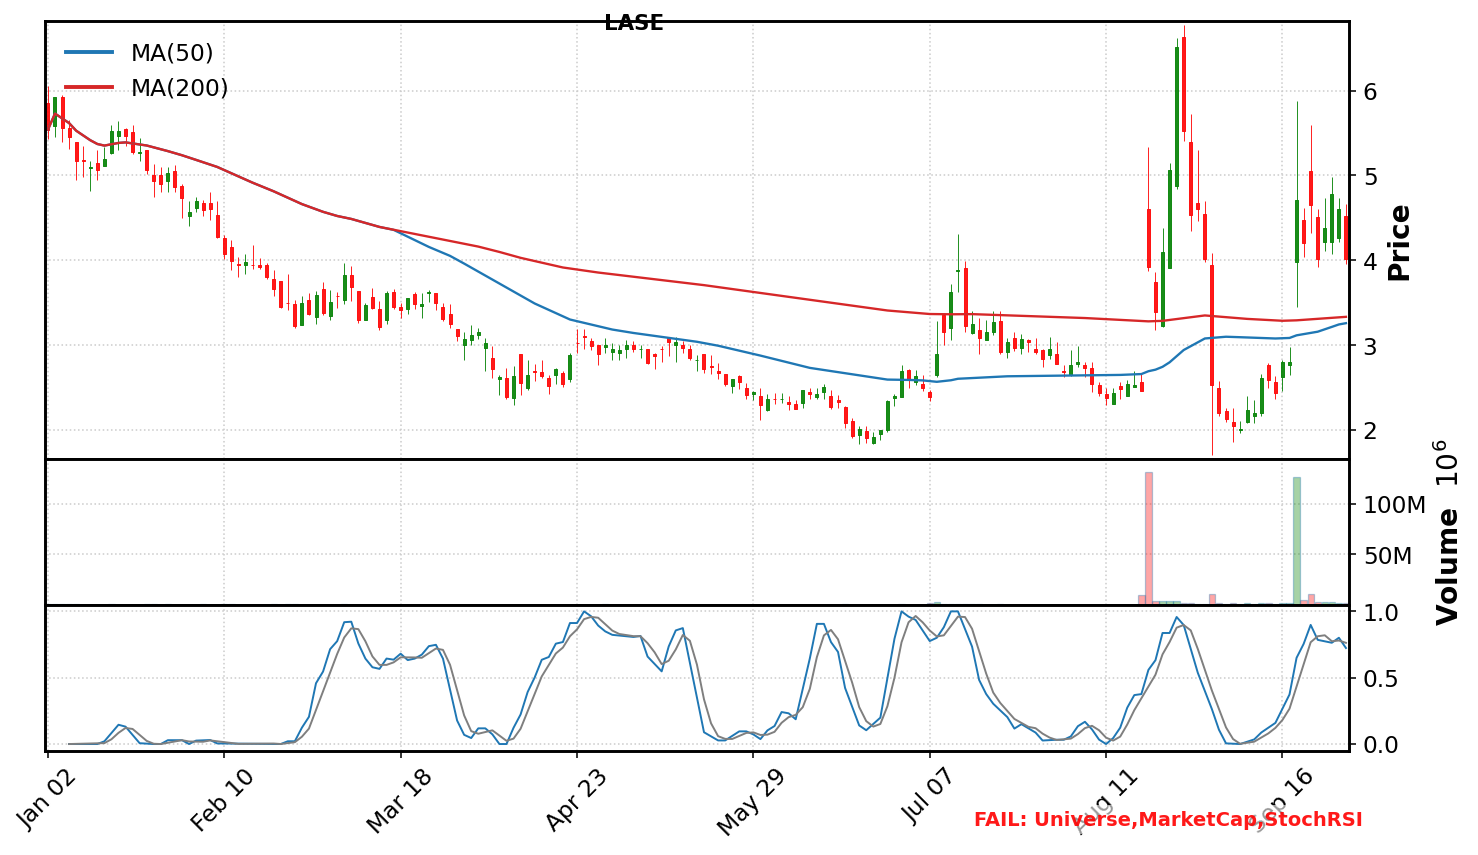 LASE
MA(50)
MA(200)
6
5
4
3
2
Price
10⁶
100M
50M
Volume
1.0
0.5
0.0
Jan 02
Feb 10
Mar 18
Apr 23
May 29
Jul 07
Aug 11
Sep 16
FAIL: Universe,MarketCap,StochRSI